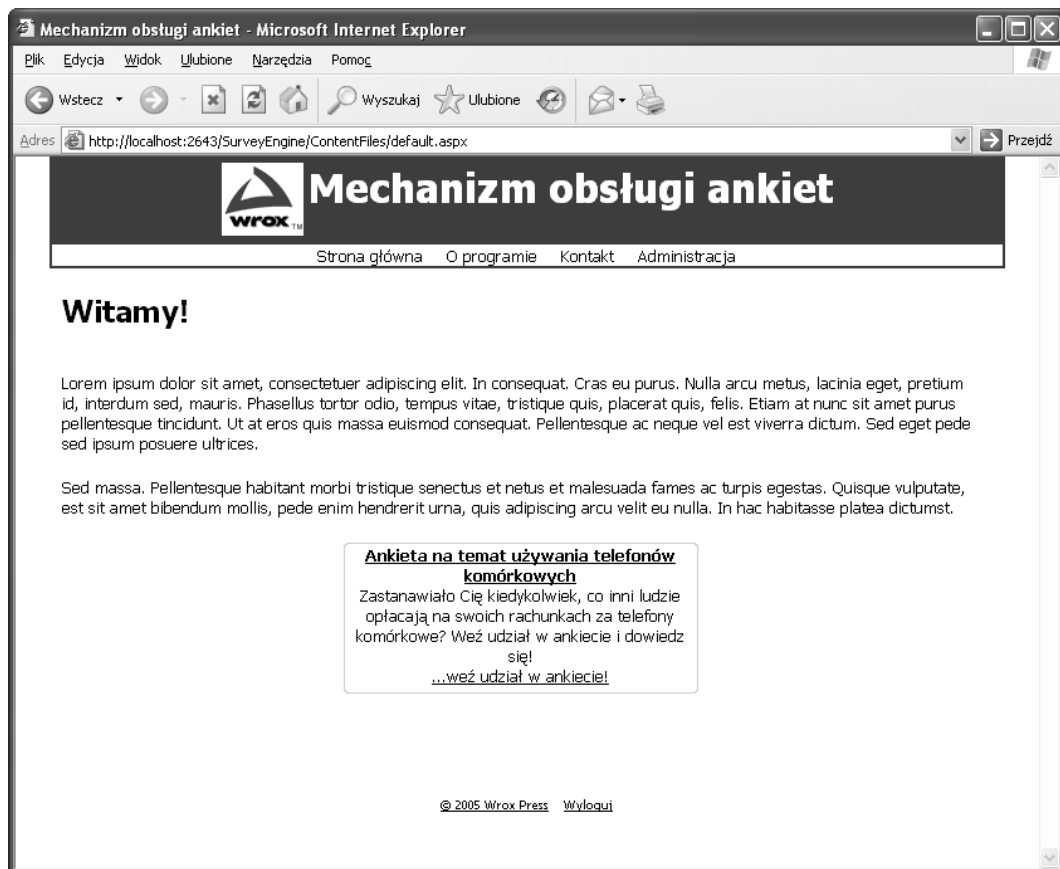 Mechanizm obsługi ankiet - Microsoft Internet Explorer
Plik Edycja Widok Ulubione Narzędzia Pomoc
Wstecz Wyszukaj Ulubione
Adres http://localhost:2643/SurveyEngine/ContentFiles/default.aspx Przejdź
wrox TM Mechanizm obsługi ankiet
Strona główna O programie Kontakt Administracja
Witamy!
Lorem ipsum dolor sit amet, consectetuer adipiscing elit. In consequat. Cras eu purus. Nulla arcu metus, lacinia eget, pretium
id, interdum sed, mauris. Phasellus tortor odio, tempus vitae, tristique quis, placerat quis, felis. Etiam at nunc sit amet purus
pellentesque tincidunt. Ut at eros quis massa euismod consequat. Pellentesque ac neque vel est viverra dictum. Sed eget pede
sed ipsum posuere ultrices.
Sed massa. Pellentesque habitant morbi tristique senectus et netus et malesuada fames ac turpis egestas. Quisque vulputate,
est sit amet bibendum mollis, pede enim hendrerit urna, quis adipiscing arcu velit eu nulla. In hac habitasse platea dictumst.
Ankieta na temat używania telefonów
komórkowych
Zastanawiało Cię kiedykolwiek, co inni ludzie
opłacają na swoich rachunkach za telefony
komórkowe? Weź udział w ankiecie i dowiedz
się!
...weź udział w ankiecie!
© 2005 Wrox Press Wyloguj